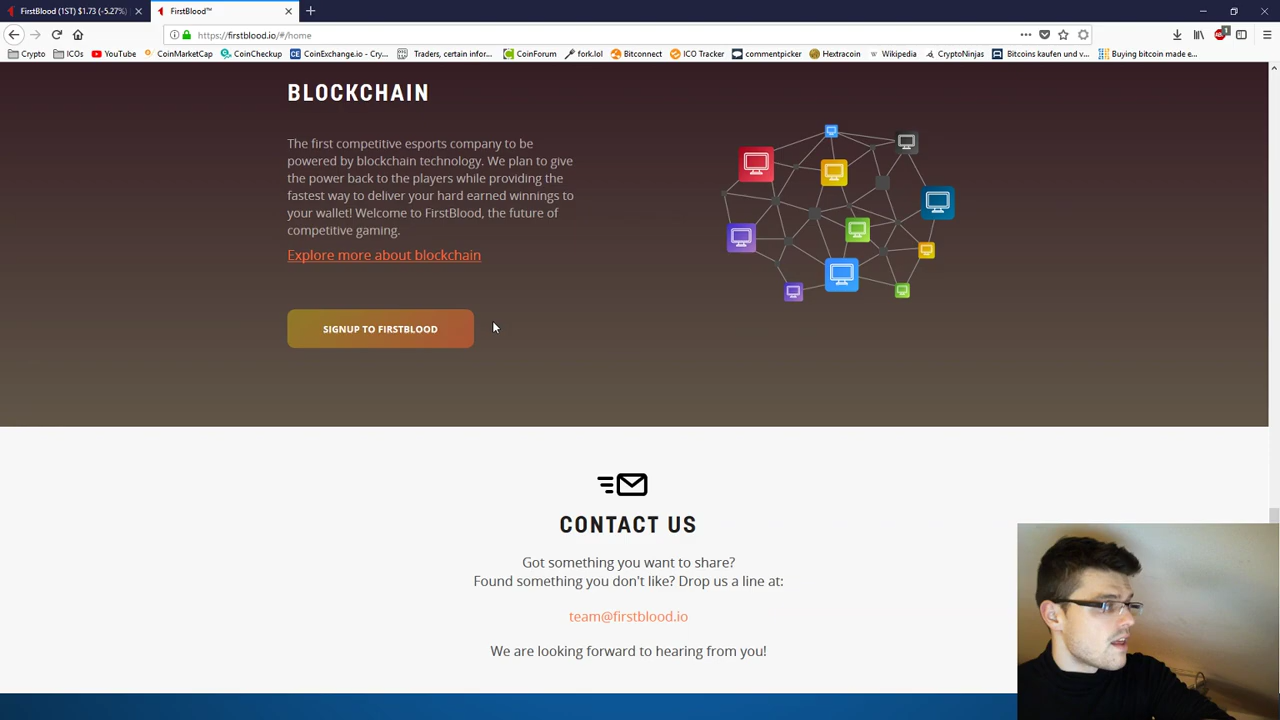 FirstBlood (1ST) $1.73 (-5.27%)
FirstBlood™
https://firstblood.io/#/home
Crypto
ICOs
YouTube
CoinMarketCap
CoinCheckup
CoinExchange.io - Cry...
Traders, certain infor...
CoinForum
fork.lol
Bitconnect
ICO Tracker
commentpicker
Hextracoin
Wikipedia
CryptoNinjas
Bitcoins kaufen und v...
Buying bitcoin made e...
BLOCKCHAIN
The first competitive esports company to be
powered by blockchain technology. We plan to give
the power back to the players while providing the
fastest way to deliver your hard earned winnings to
your wallet! Welcome to FirstBlood, the future of
competitive gaming.
Explore more about blockchain
SIGNUP TO FIRSTBLOOD
CONTACT US
Got something you want to share?
Found something you don't like? Drop us a line at:
team@firstblood.io
We are looking forward to hearing from you!